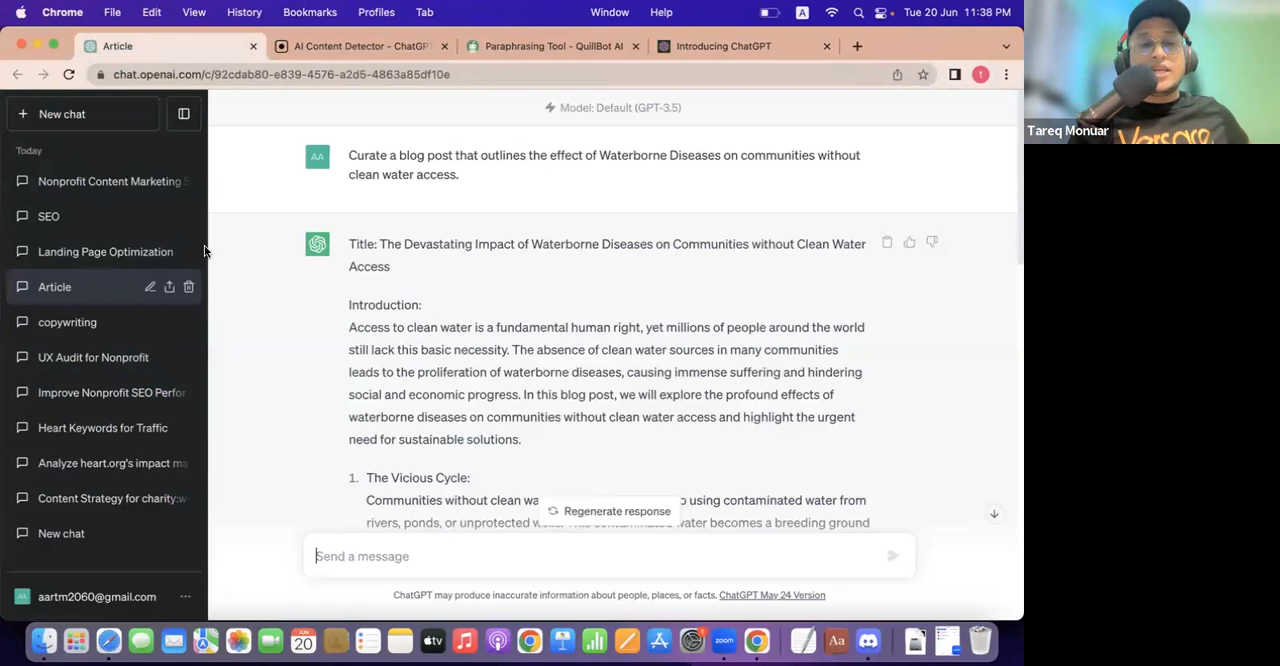 Chrome File Edit View History Bookmarks Profiles Tab Window Help A Tue 20 Jun 11:38 PM
Article AI Content Detector - ChatGPT Paraphrasing Tool - QuillBot AI Introducing ChatGPT
chat.openai.com/c/92cdab80-e839-4576-a2d5-4863a85df10e
New chat
Today
Nonprofit Content Marketing
SEO
Landing Page Optimization
Article
copywriting
UX Audit for Nonprofit
Improve Nonprofit SEO Perfor
Heart Keywords for Traffic
Analyze heart.org's impact ma
Content Strategy for charity:w
New chat
aartm2060@gmail.com
Model: Default (GPT-3.5)
AA
Curate a blog post that outlines the effect of Waterborne Diseases on communities without
clean water access.
Title: The Devastating Impact of Waterborne Diseases on Communities without Clean Water
Access
Introduction:
Access to clean water is a fundamental human right, yet millions of people around the world
still lack this basic necessity. The absence of clean water sources in many communities
leads to the proliferation of waterborne diseases, causing immense suffering and hindering
social and economic progress. In this blog post, we will explore the profound effects of
waterborne diseases on communities without clean water access and highlight the urgent
need for sustainable solutions.
1. The Vicious Cycle:
Communities without clean wa o using contaminated water from
rivers, ponds, or unprotected water becomes a breeding ground
Regenerate response
Send a message
ChatGPT may produce inaccurate information about people, places, or facts. ChatGPT May 24 Version
Tareq Monuar
JUN
20
tv
zoom
Aa